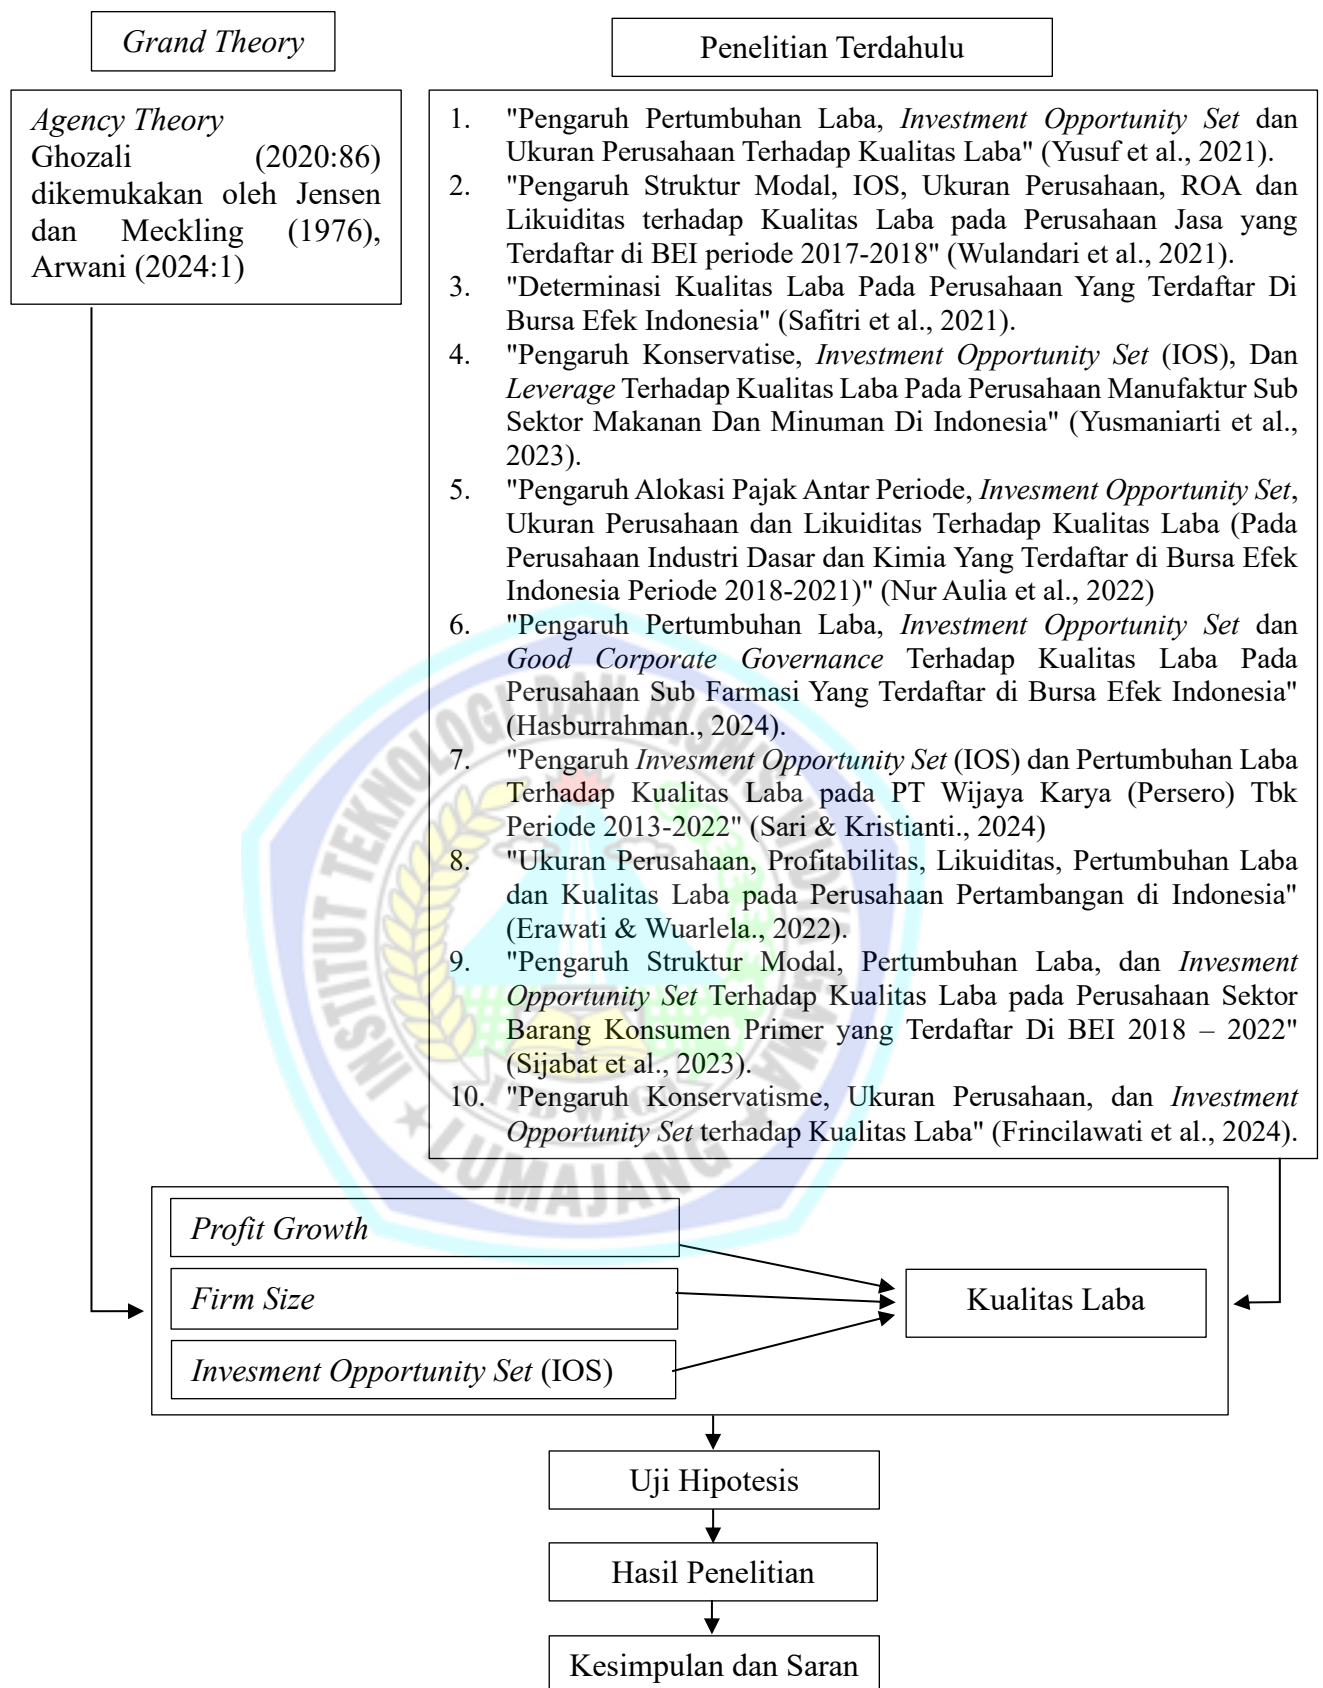 Grand Theory
Penelitian Terdahulu
Agency Theory
Ghozali (2020:86)
dikemukakan oleh Jensen
dan Meckling (1976),
Arwani (2024:1)
1. "Pengaruh Pertumbuhan Laba, Investment Opportunity Set dan
Ukuran Perusahaan Terhadap Kualitas Laba" (Yusuf et al., 2021).
2. "Pengaruh Struktur Modal, IOS, Ukuran Perusahaan, ROA dan
Likuiditas terhadap Kualitas Laba pada Perusahaan Jasa yang
Terdaftar di BEI periode 2017-2018" (Wulandari et al., 2021).
3. "Determinasi Kualitas Laba Pada Perusahaan Yang Terdaftar Di
Bursa Efek Indonesia" (Safitri et al., 2021).
4. "Pengaruh Konservatise, Investment Opportunity Set (IOS), Dan
Leverage Terhadap Kualitas Laba Pada Perusahaan Manufaktur Sub
Sektor Makanan Dan Minuman Di Indonesia" (Yusmaniarti et al.,
2023).
5. "Pengaruh Alokasi Pajak Antar Periode, Invesment Opportunity Set,
Ukuran Perusahaan dan Likuiditas Terhadap Kualitas Laba (Pada
Perusahaan Industri Dasar dan Kimia Yang Terdaftar di Bursa Efek
Indonesia Periode 2018-2021)" (Nur Aulia et al., 2022)
6. "Pengaruh Pertumbuhan Laba, Investment Opportunity Set dan
Good Corporate Governance Terhadap Kualitas Laba Pada
Perusahaan Sub Farmasi Yang Terdaftar di Bursa Efek Indonesia"
(Hasburrahman., 2024).
7. "Pengaruh Invesment Opportunity Set (IOS) dan Pertumbuhan Laba
Terhadap Kualitas Laba pada PT Wijaya Karya (Persero) Tbk
Periode 2013-2022" (Sari & Kristianti., 2024)
8. "Ukuran Perusahaan, Profitabilitas, Likuiditas, Pertumbuhan Laba
dan Kualitas Laba pada Perusahaan Pertambangan di Indonesia"
(Erawati & Wuarlela., 2022).
9. "Pengaruh Struktur Modal, Pertumbuhan Laba, dan Invesment
Opportunity Set Terhadap Kualitas Laba pada Perusahaan Sektor
Barang Konsumen Primer yang Terdaftar Di BEI 2018 – 2022"
(Sijabat et al., 2023).
10. "Pengaruh Konservatisme, Ukuran Perusahaan, dan Investment
Opportunity Set terhadap Kualitas Laba" (Frincilawati et al., 2024).
INSTITUT TEKNOLOGI DAN BISNIS WIDYA GAMA
ITB WIGA
LUMAJANG
Profit Growth
Firm Size
Invesment Opportunity Set (IOS)
Kualitas Laba
Uji Hipotesis
Hasil Penelitian
Kesimpulan dan Saran